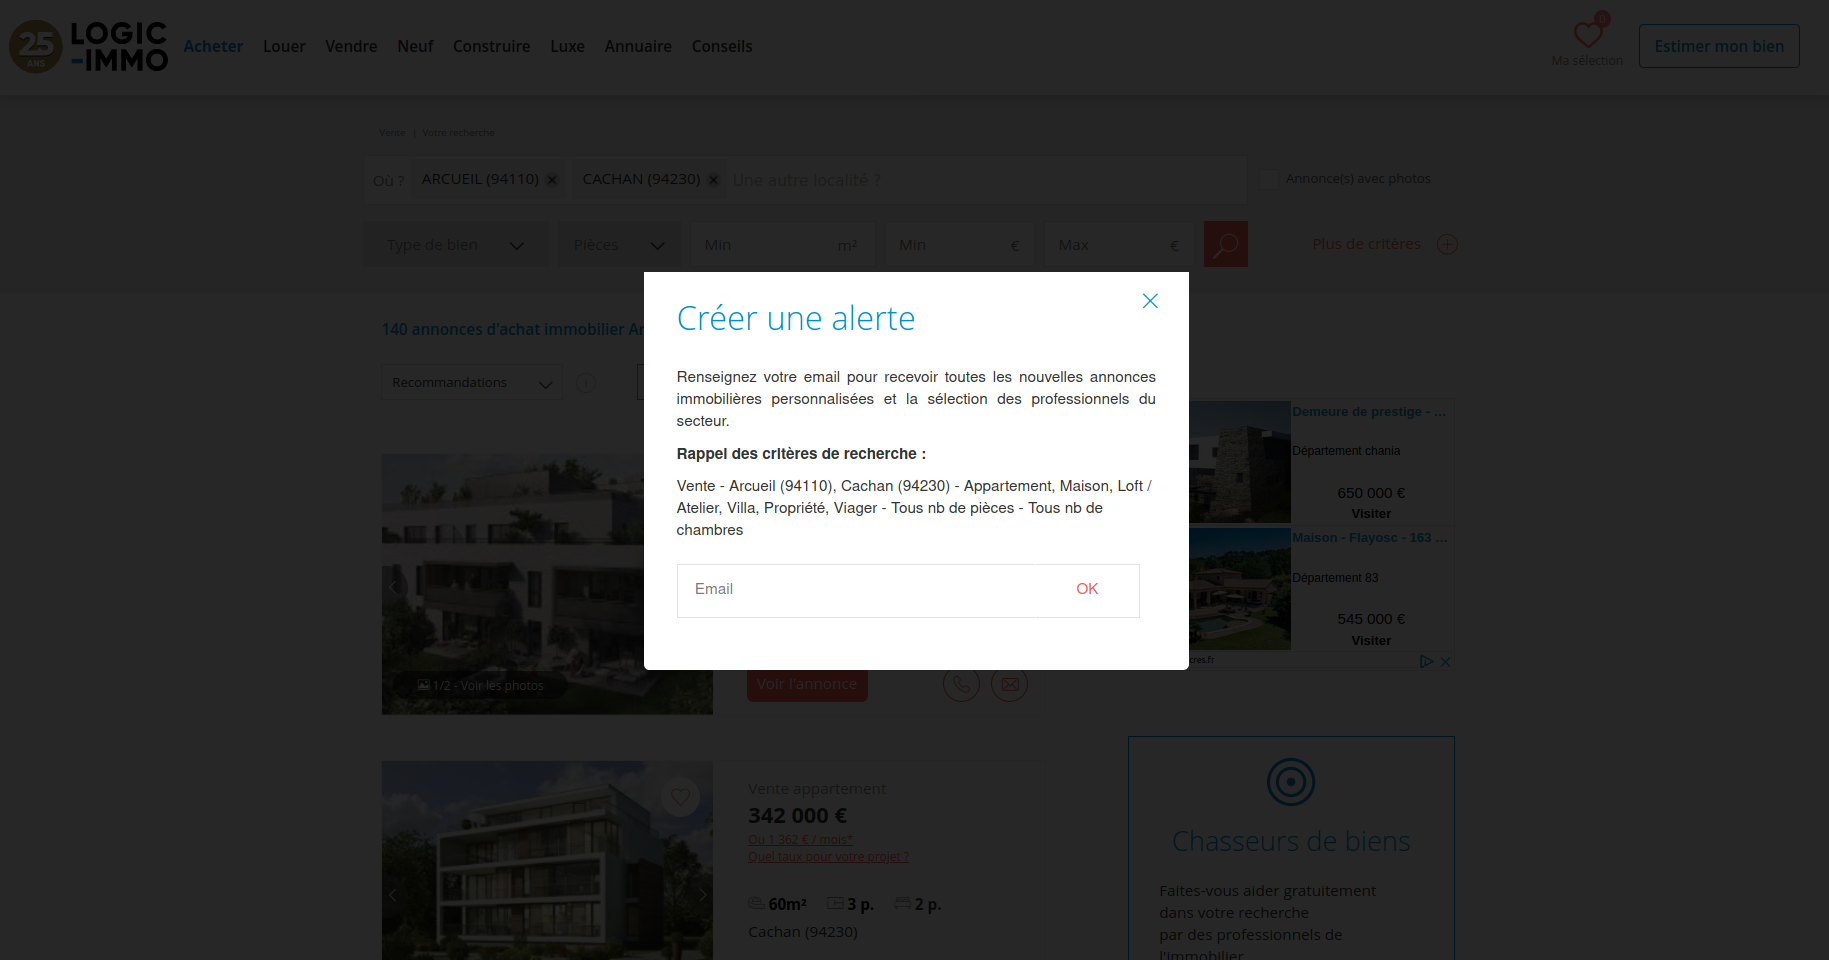 25
ANS
LOGIC
-IMMO
Acheter Louer Vendre Neuf Construire Luxe Annuaire Conseils
0
Ma sélection
Estimer mon bien
Vente | Votre recherche
Où ? ARCUEIL (94110) CACHAN (94230) Une autre localité ?
Annonce(s) avec photos
Type de bien Pièces Min m² Min € Max €
Plus de critères
140 annonces d'achat immobilier Ar
Recommandations
Créer une alerte
Renseignez votre email pour recevoir toutes les nouvelles annonces
immobilières personnalisées et la sélection des professionnels du
secteur.
Rappel des critères de recherche :
Vente - Arcueil (94110), Cachan (94230) - Appartement, Maison, Loft /
Atelier, Villa, Propriété, Viager - Tous nb de pièces - Tous nb de
chambres
Email OK
Demeure de prestige - ...
Département chania
650 000 €
Visiter
Maison - Flayosc - 163 ...
Département 83
545 000 €
Visiter
cres.fr
1/2 - Voir les photos
Voir l'annonce
Vente appartement
342 000 €
Ou 1 362 € / mois*
Quel taux pour votre projet ?
60m² 3 p. 2 p.
Cachan (94230)
Chasseurs de biens
Faites-vous aider gratuitement
dans votre recherche
par des professionnels de
l'immobilier